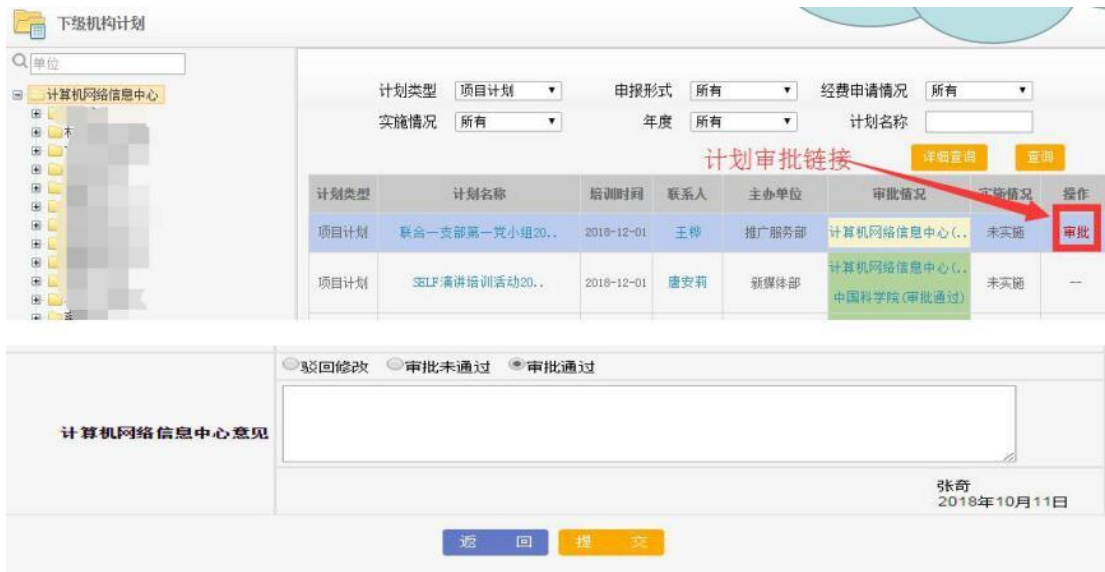 下级机构计划
单位
计算机网络信息中心
计划类型 项目计划 申报形式 所有 经费申请情况 所有
实施情况 所有 年度 所有 计划名称
计划审批链接 详细查询 查询
计划类型 计划名称 培训时间 联系人 主办单位 审批情况 实施情况 操作
项目计划 联合一支部第一党小组20.. 2018-12-01 王桦 推广服务部 计算机网络信息中心(.. 未实施 审批
项目计划 SELF演讲培训活动20.. 2018-12-01 唐安莉 新媒体部 计算机网络信息中心(.. 未实施 --
中国科学院(审批通过)
驳回修改 审批未通过 审批通过
计算机网络信息中心意见
张奇
2018年10月11日
返 回 提 交